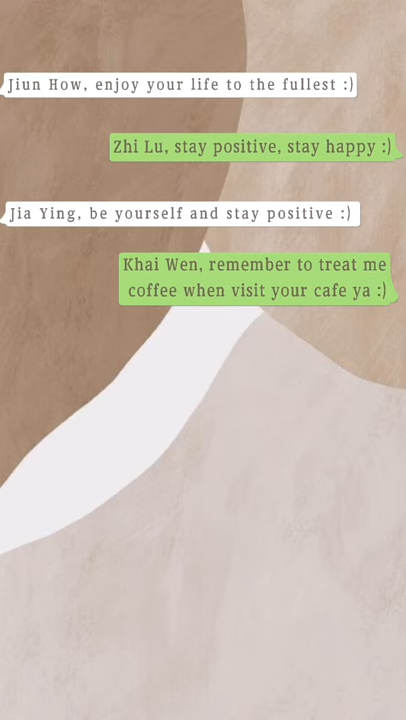 Jiun How, enjoy your life to the fullest :)
Zhi Lu, stay positive, stay happy :)
Jia Ying, be yourself and stay positive :)
Khai Wen, remember to treat me
coffee when visit your cafe ya :)